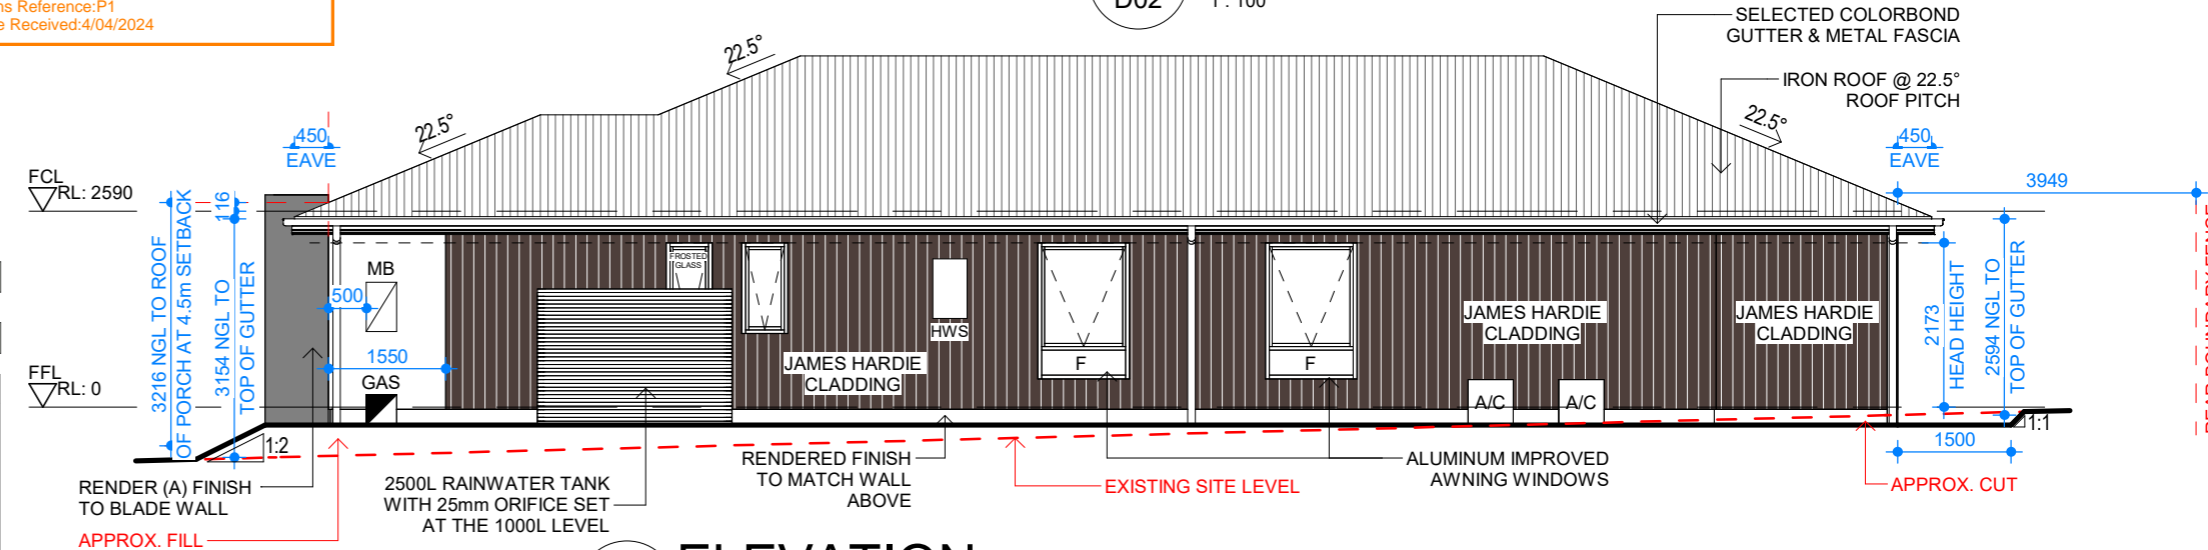 ns Reference:P1
e Received:4/04/2024
D02
1 : 100
SELECTED COLORBOND
GUTTER & METAL FASCIA
IRON ROOF @ 22.5°
ROOF PITCH
22.5°
22.5°
22.5°
450
EAVE
450
EAVE
3949
FCL
RL: 2590
FFL
RL: 0
3216 NGL TO ROOF
OF PORCH AT 4.5m SETBACK
116
3154 NGL TO
TOP OF GUTTER
MB
500
1550
GAS
FROSTED
GLASS
HWS
JAMES HARDIE
CLADDING
F
F
JAMES HARDIE
CLADDING
JAMES HARDIE
CLADDING
A/C
A/C
2173
HEAD HEIGHT
2594 NGL TO
TOP OF GUTTER
REAR BOUNDARY FENCE
1:2
1:1
1500
RENDER (A) FINISH
TO BLADE WALL
APPROX. FILL
2500L RAINWATER TANK
WITH 25mm ORIFICE SET
AT THE 1000L LEVEL
RENDERED FINISH
TO MATCH WALL
ABOVE
EXISTING SITE LEVEL
ALUMINUM IMPROVED
AWNING WINDOWS
APPROX. CUT
ELEVATION